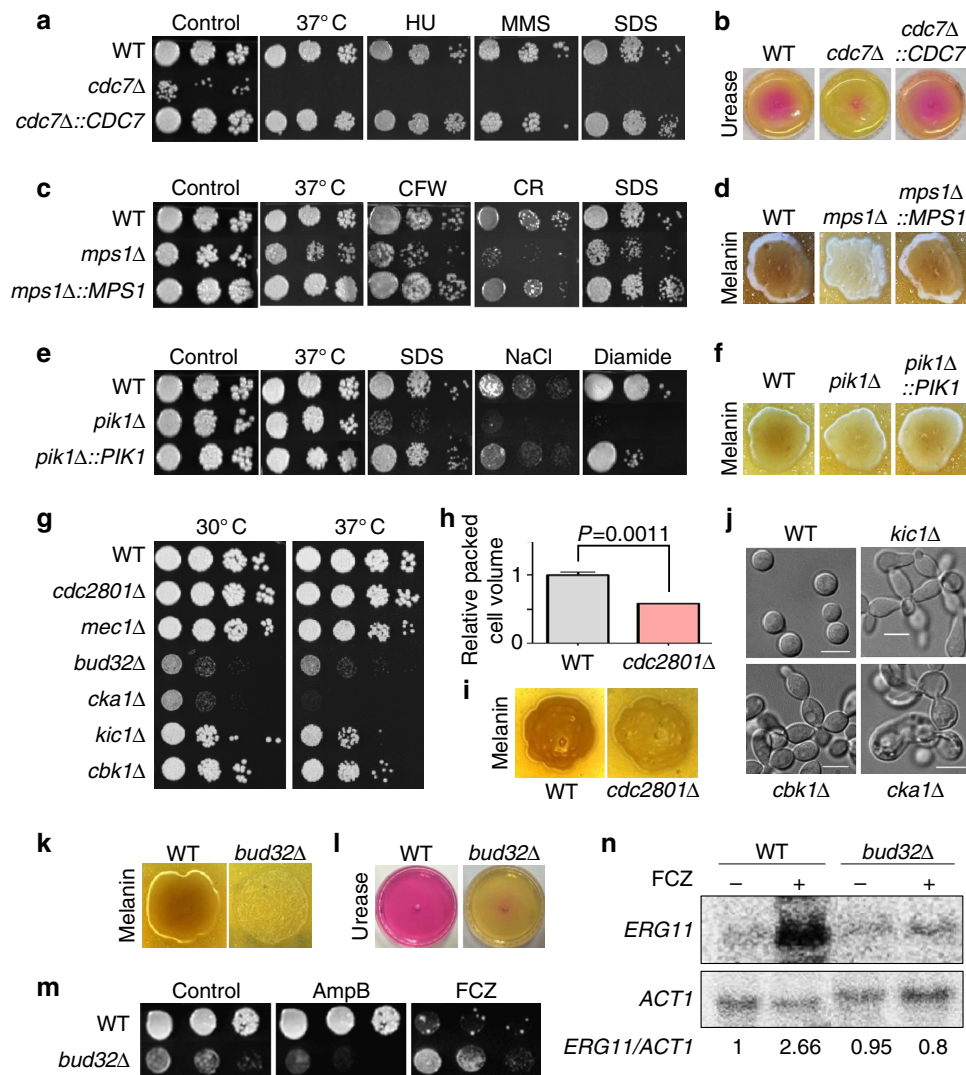 a
Control 37° C HU MMS SDS
WT
cdc7Δ
cdc7Δ::CDC7
b
WT cdc7Δ cdc7Δ
::CDC7
Urease
c
Control 37° C CFW CR SDS
WT
mps1Δ
mps1Δ::MPS1
d
WT mps1Δ mps1Δ
::MPS1
Melanin
e
Control 37° C SDS NaCl Diamide
WT
pik1Δ
pik1Δ::PIK1
f
WT pik1Δ pik1Δ
::PIK1
Melanin
g
30° C 37° C
WT
cdc2801Δ
mec1Δ
bud32Δ
cka1Δ
kic1Δ
cbk1Δ
h
P=0.0011
Relative packed
cell volume
1
0
WT cdc2801Δ
i
Melanin
WT cdc2801Δ
j
WT kic1Δ
cbk1Δ cka1Δ
k
WT bud32Δ
Melanin
l
WT bud32Δ
Urease
m
Control AmpB FCZ
WT
bud32Δ
n
WT bud32Δ
FCZ − + − +
ERG11
ACT1
ERG11/ACT1 1 2.66 0.95 0.8